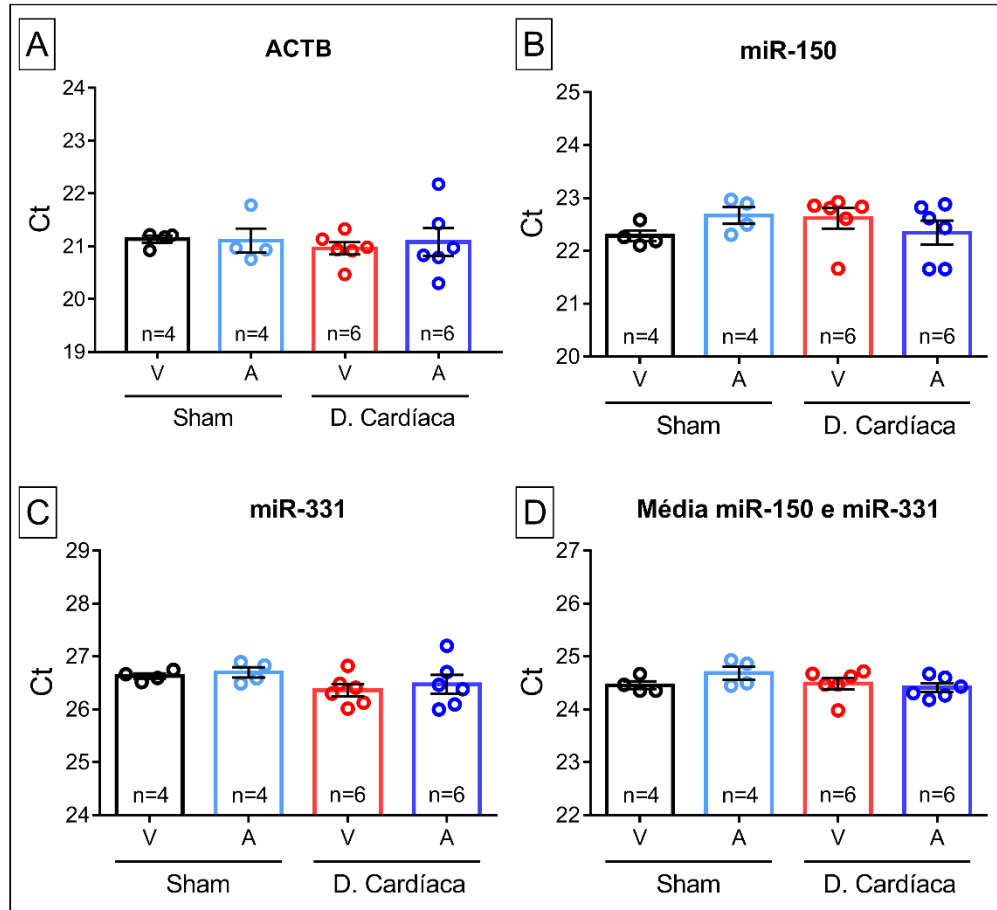 A
ACTB
Ct
24
23
22
21
20
19
n=4
n=4
n=6
n=6
V
A
V
A
Sham
D. Cardíaca
B
miR-150
Ct
25
24
23
22
21
20
n=4
n=4
n=6
n=6
V
A
V
A
Sham
D. Cardíaca
C
miR-331
Ct
29
28
27
26
25
24
n=4
n=4
n=6
n=6
V
A
V
A
Sham
D. Cardíaca
D
Média miR-150 e miR-331
Ct
27
26
25
24
23
22
n=4
n=4
n=6
n=6
V
A
V
A
Sham
D. Cardíaca